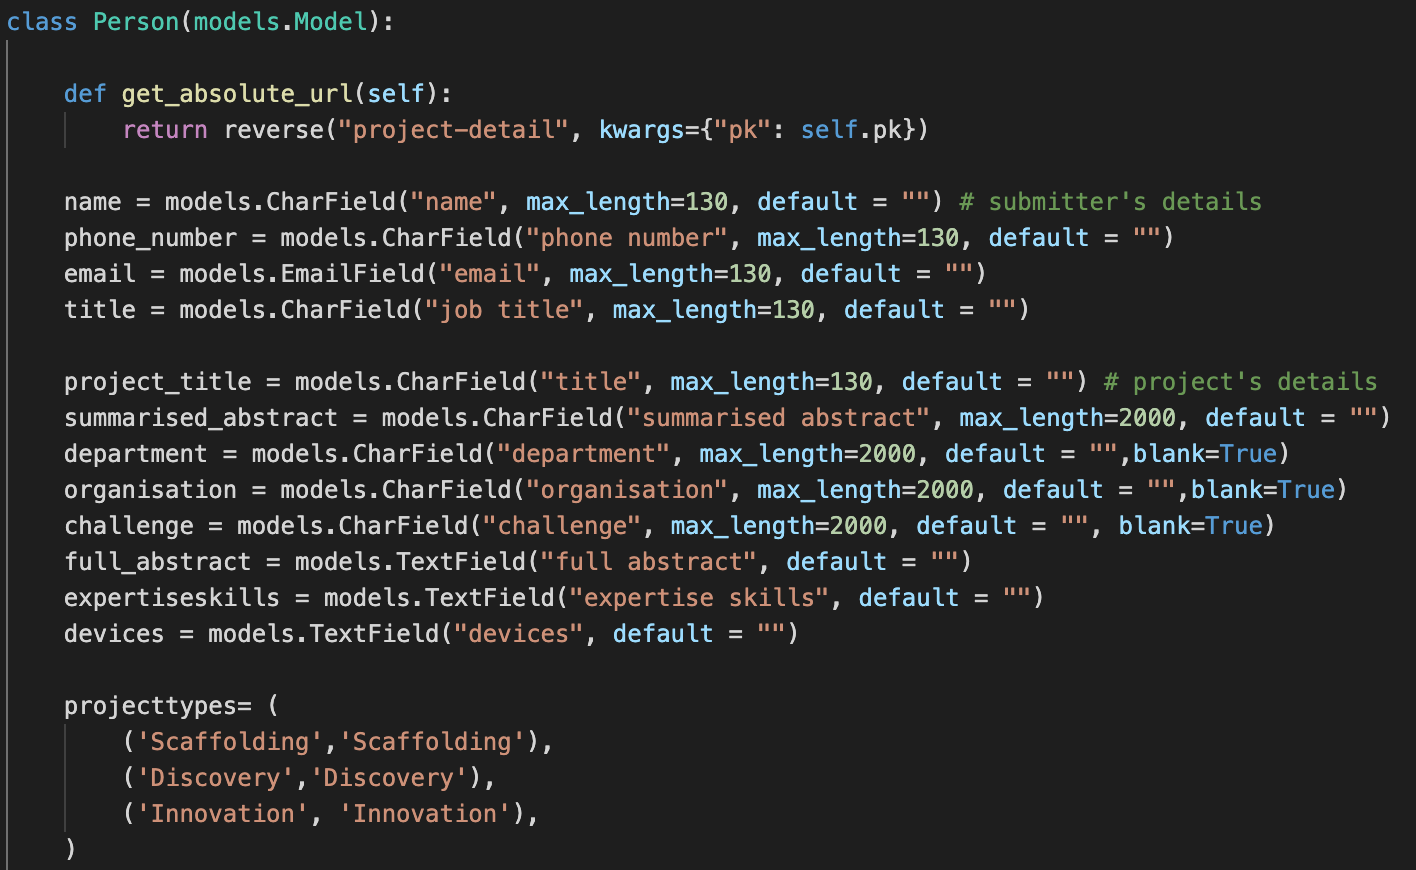 class Person(models.Model):
def get_absolute_url(self):
return reverse("project-detail", kwargs={"pk": self.pk})
name = models.CharField("name", max_length=130, default = "") # submitter's details
phone_number = models.CharField("phone number", max_length=130, default = "")
email = models.EmailField("email", max_length=130, default = "")
title = models.CharField("job title", max_length=130, default = "")
project_title = models.CharField("title", max_length=130, default = "") # project's details
summarised_abstract = models.CharField("summarised abstract", max_length=2000, default = "")
department = models.CharField("department", max_length=2000, default = "",blank=True)
organisation = models.CharField("organisation", max_length=2000, default = "",blank=True)
challenge = models.CharField("challenge", max_length=2000, default = "", blank=True)
full_abstract = models.TextField("full abstract", default = "")
expertiseskills = models.TextField("expertise skills", default = "")
devices = models.TextField("devices", default = "")
projecttypes= (
('Scaffolding','Scaffolding'),
('Discovery','Discovery'),
('Innovation', 'Innovation'),
)